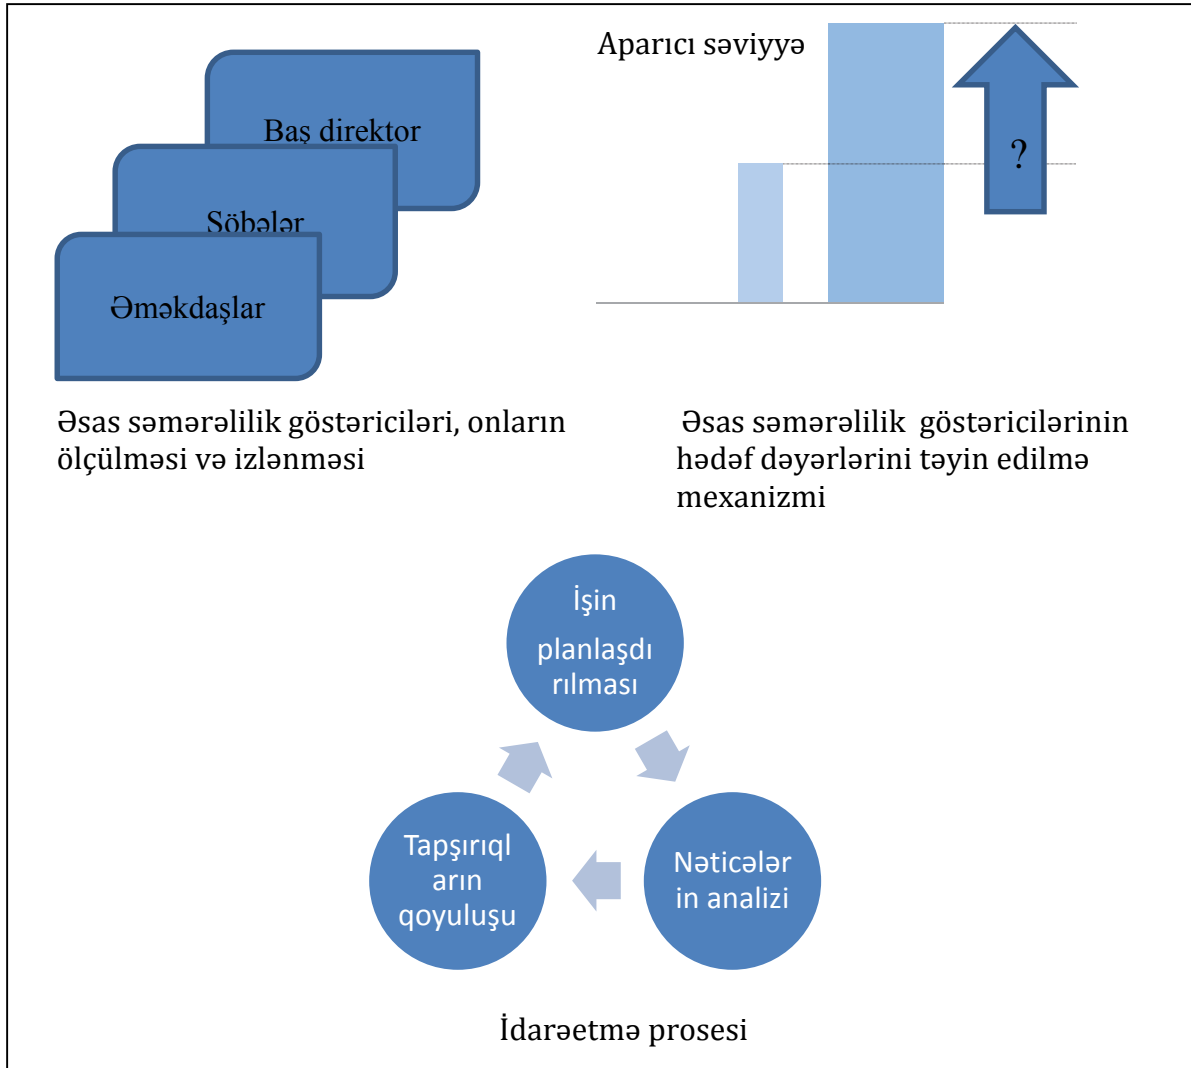 Baş direktor
Söbələr
Əməkdaşlar
Aparıcı səviyyə
?
Əsas səmərəlilik göstəriciləri, onların
ölçülməsi və izlənməsi
Əsas səmərəlilik  göstəricilərinin
hədəf dəyərlərini təyin edilmə
mexanizmi
İşin
planlaşdı
rılması
Nəticələr
in analizi
Tapşırıql
arın
qoyuluşu
İdarəetmə prosesi